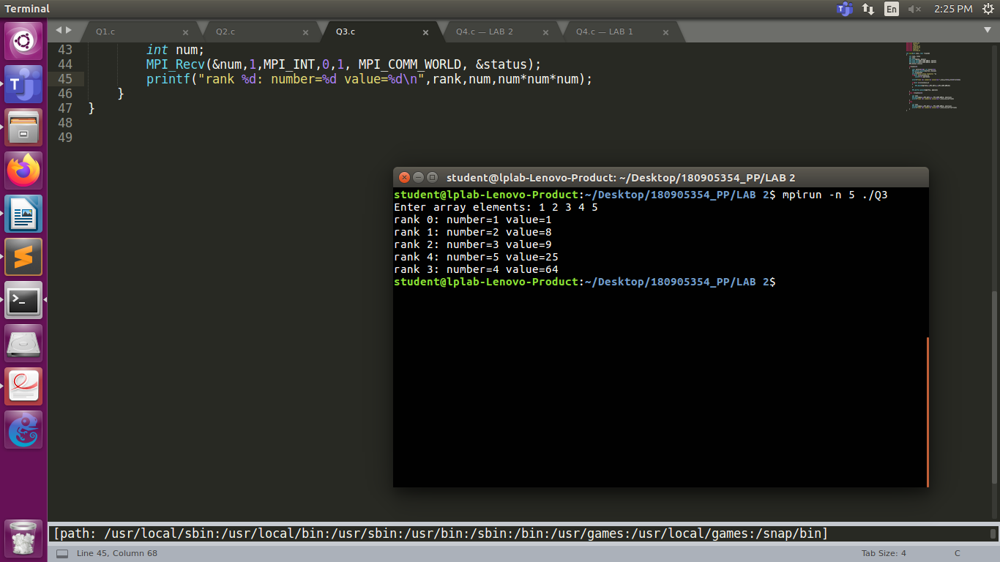 Terminal
En
2:25 PM
Q1.c
Q2.c
Q3.c
Q4.c — LAB 2
Q4.c — LAB 1
43 int num;
44 MPI_Recv(&num,1,MPI_INT,0,1, MPI_COMM_WORLD, &status);
45 printf("rank %d: number=%d value=%d\n",rank,num,num*num*num);
46 }
47 }
48
49
student@lplab-Lenovo-Product: ~/Desktop/180905354_PP/LAB 2
student@lplab-Lenovo-Product:~/Desktop/180905354_PP/LAB 2$ mpirun -n 5 ./Q3
Enter array elements: 1 2 3 4 5
rank 0: number=1 value=1
rank 1: number=2 value=8
rank 2: number=3 value=9
rank 4: number=5 value=25
rank 3: number=4 value=64
student@lplab-Lenovo-Product:~/Desktop/180905354_PP/LAB 2$
[path: /usr/local/sbin:/usr/local/bin:/usr/sbin:/usr/bin:/sbin:/bin:/usr/games:/usr/local/games:/snap/bin]
Line 45, Column 68
Tab Size: 4
C